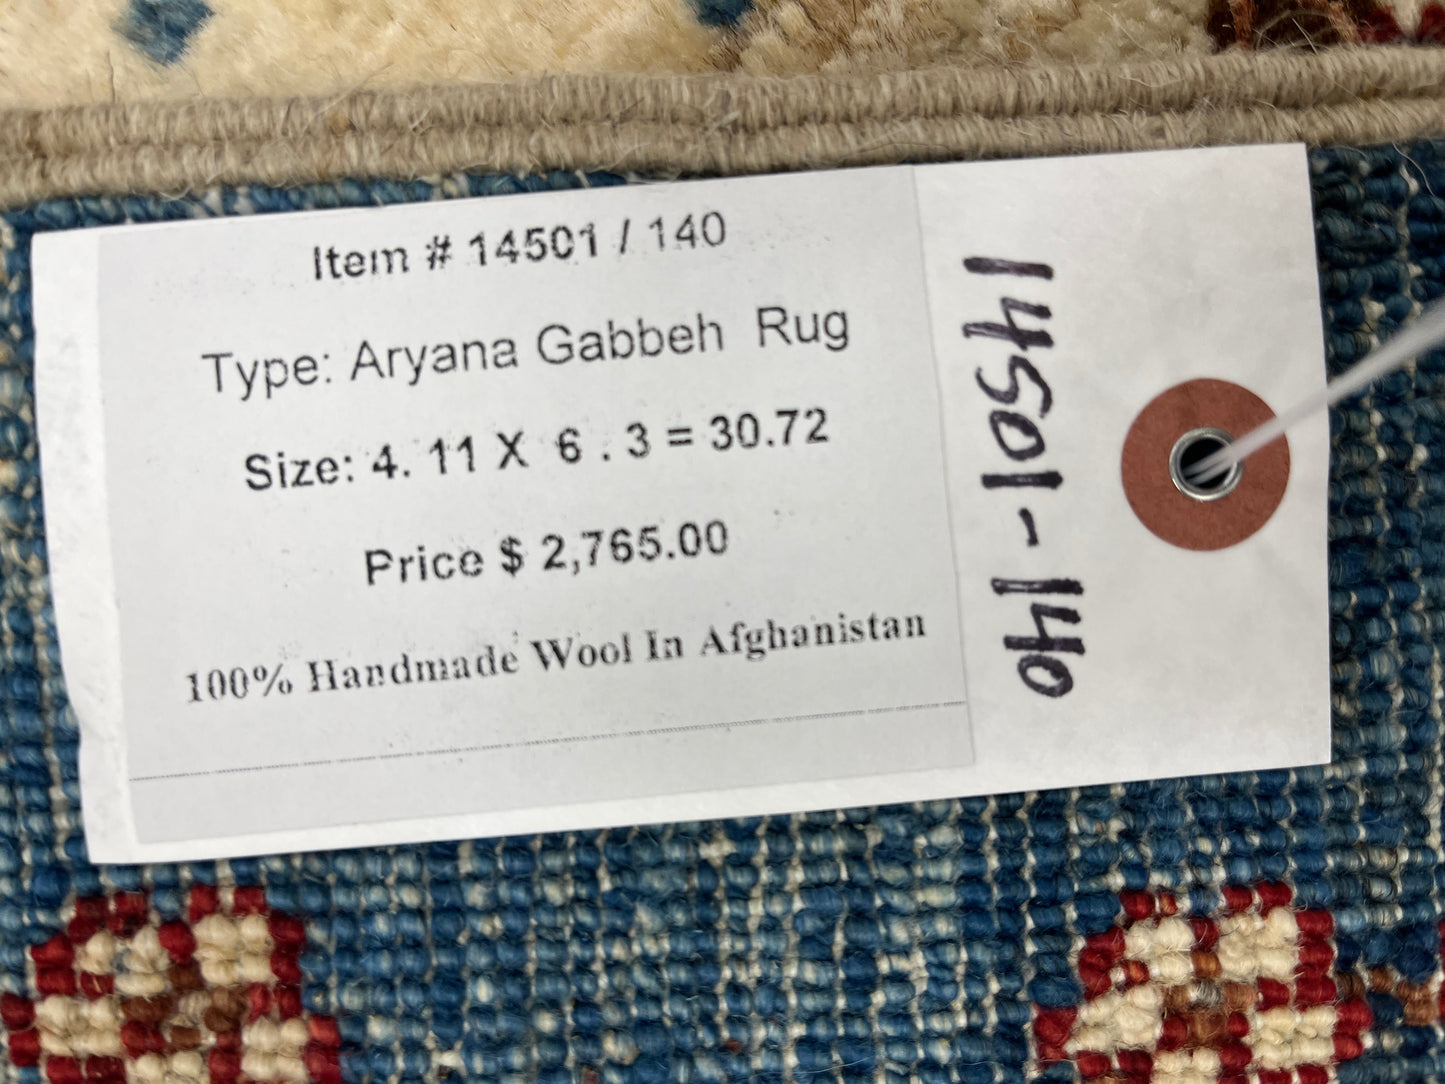 Item # 14501 / 140
Type: Aryana Gabbeh Rug
Size: 4. 11 X 6 . 3 = 30.72
Price $ 2,765.00
100% Handmade Wool In Afghanistan
14501-140